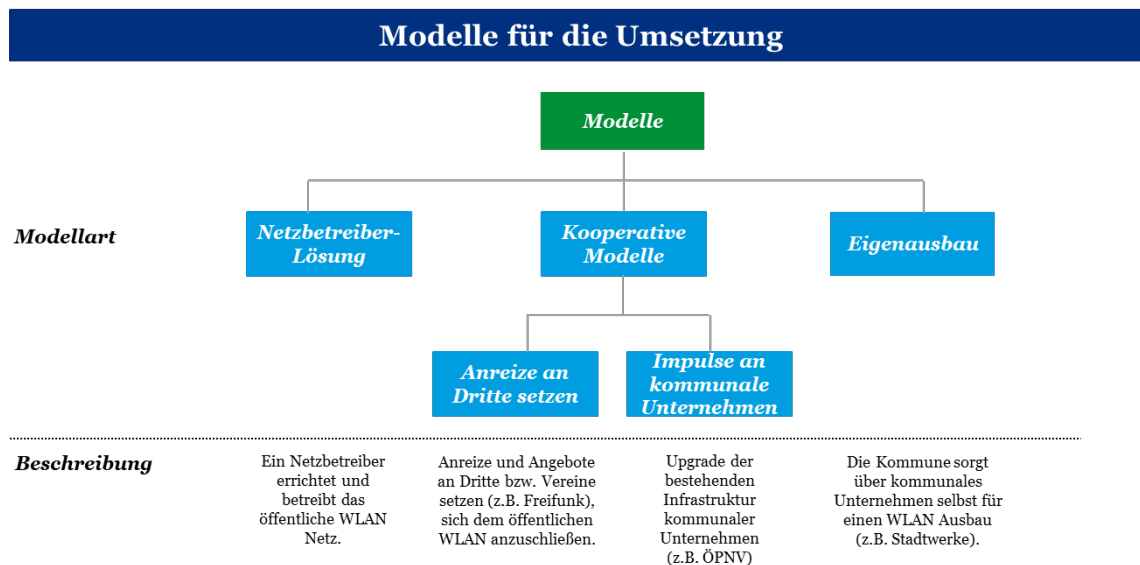 Modelle für die Umsetzung
Modelle
Modellart
Netzbetreiber-
Lösung
Kooperative
Modelle
Eigenausbau
Anreize an
Dritte setzen
Impulse an
kommunale
Unternehmen
Beschreibung
Ein Netzbetreiber
errichtet und
betreibt das
öffentliche WLAN
Netz.
Anreize und Angebote
an Dritte bzw. Vereine
setzen (z.B. Freifunk),
sich dem öffentlichen
WLAN anzuschließen.
Upgrade der
bestehenden
Infrastruktur
kommunaler
Unternehmen
(z.B. ÖPNV)
Die Kommune sorgt
über kommunales
Unternehmen selbst für
einen WLAN Ausbau
(z.B. Stadtwerke).